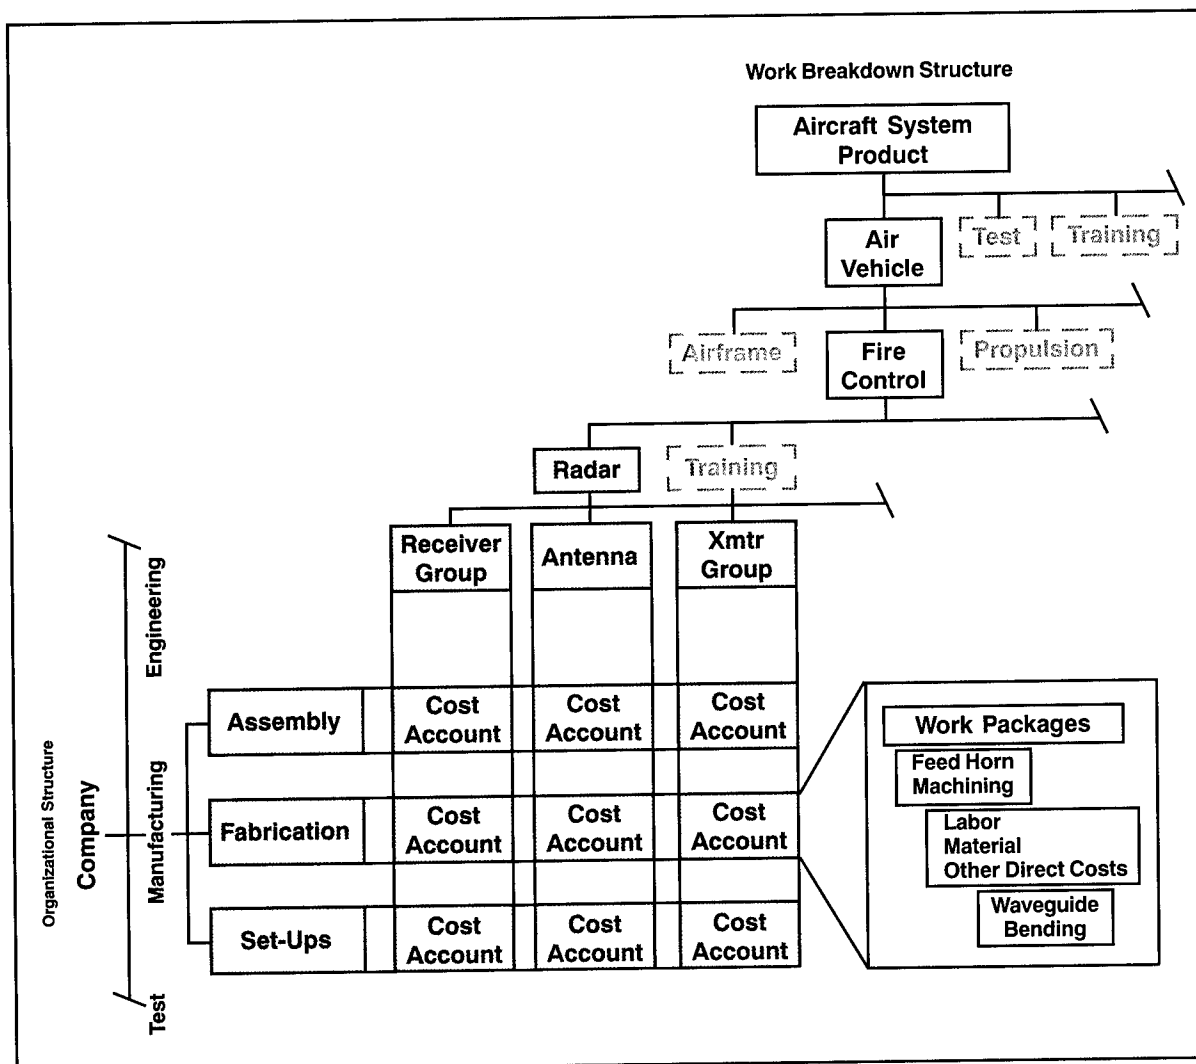 Work Breakdown Structure
Aircraft System
Product
Air
Vehicle
Test
Training
Airframe
Fire
Control
Propulsion
Radar
Training
Receiver
Group
Antenna
Xmtr
Group
Organizational Structure
Company
Engineering
Manufacturing
Test
Assembly
Cost
Account
Cost
Account
Cost
Account
Fabrication
Cost
Account
Cost
Account
Cost
Account
Set-Ups
Cost
Account
Cost
Account
Cost
Account
Work Packages
Feed Horn
Machining
Labor
Material
Other Direct Costs
Waveguide
Bending